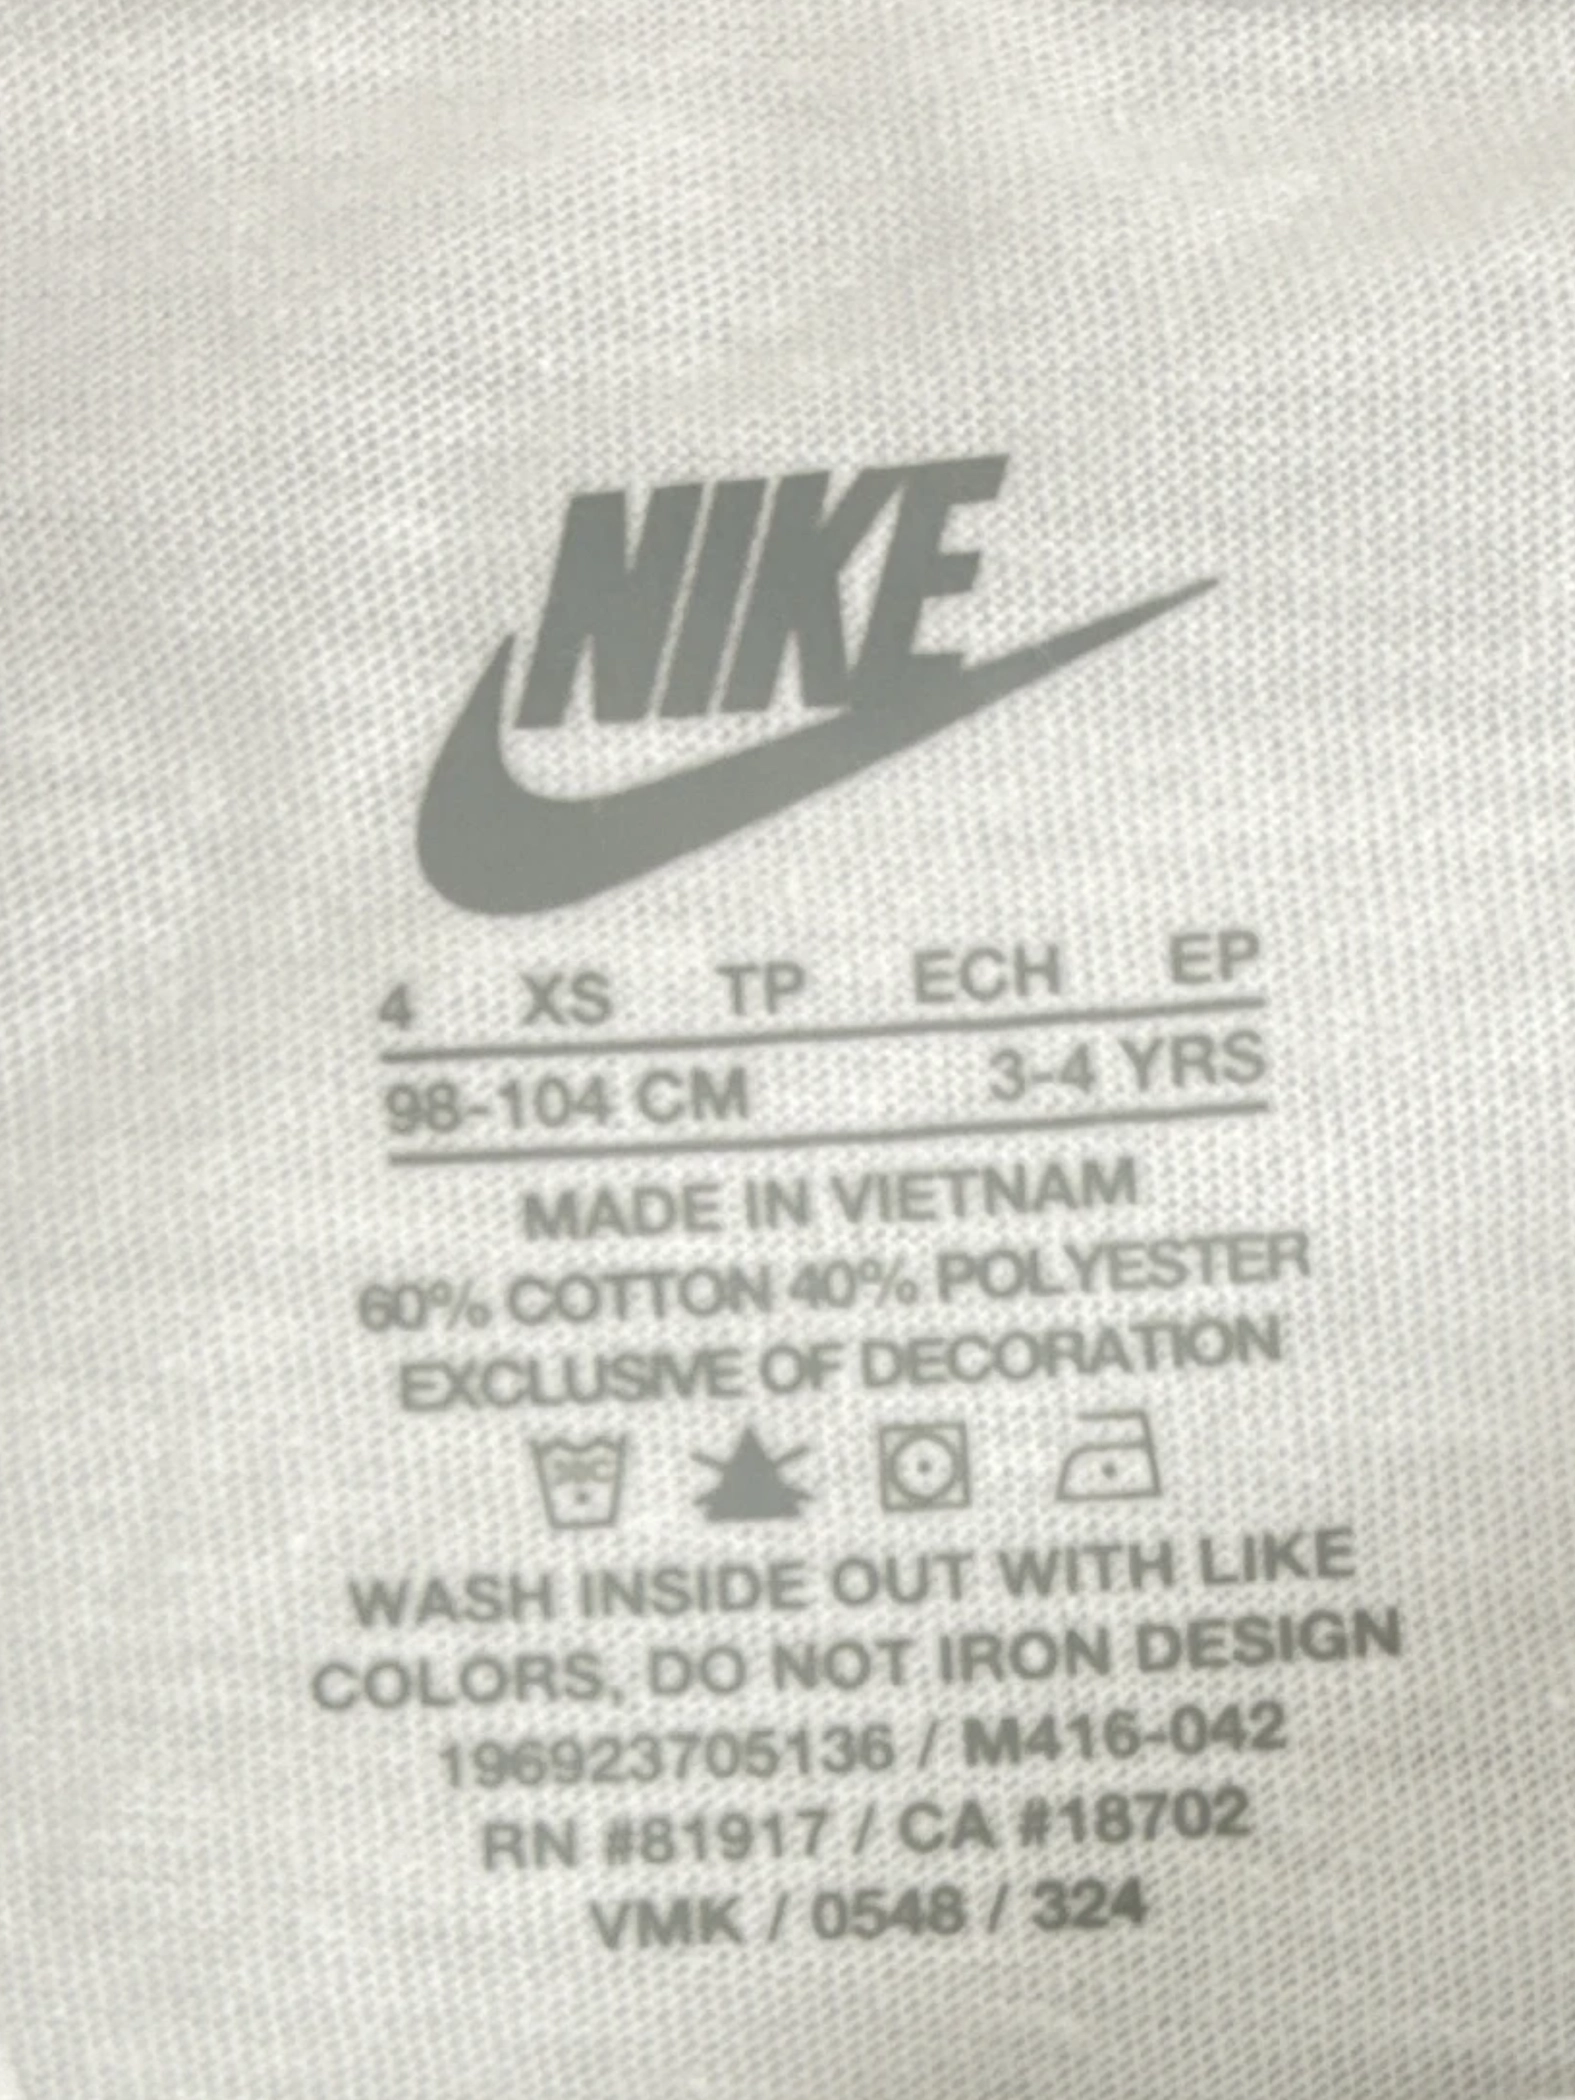 NIKE
4 XS TP ECH EP
98-104 CM 3-4 YRS
MADE IN VIETNAM
60% COTTON 40% POLYESTER
EXCLUSIVE OF DECORATION
WASH INSIDE OUT WITH LIKE
COLORS, DO NOT IRON DESIGN
196923705136 / M416-042
RN #81917 / CA #18702
VMK / 0548 / 324